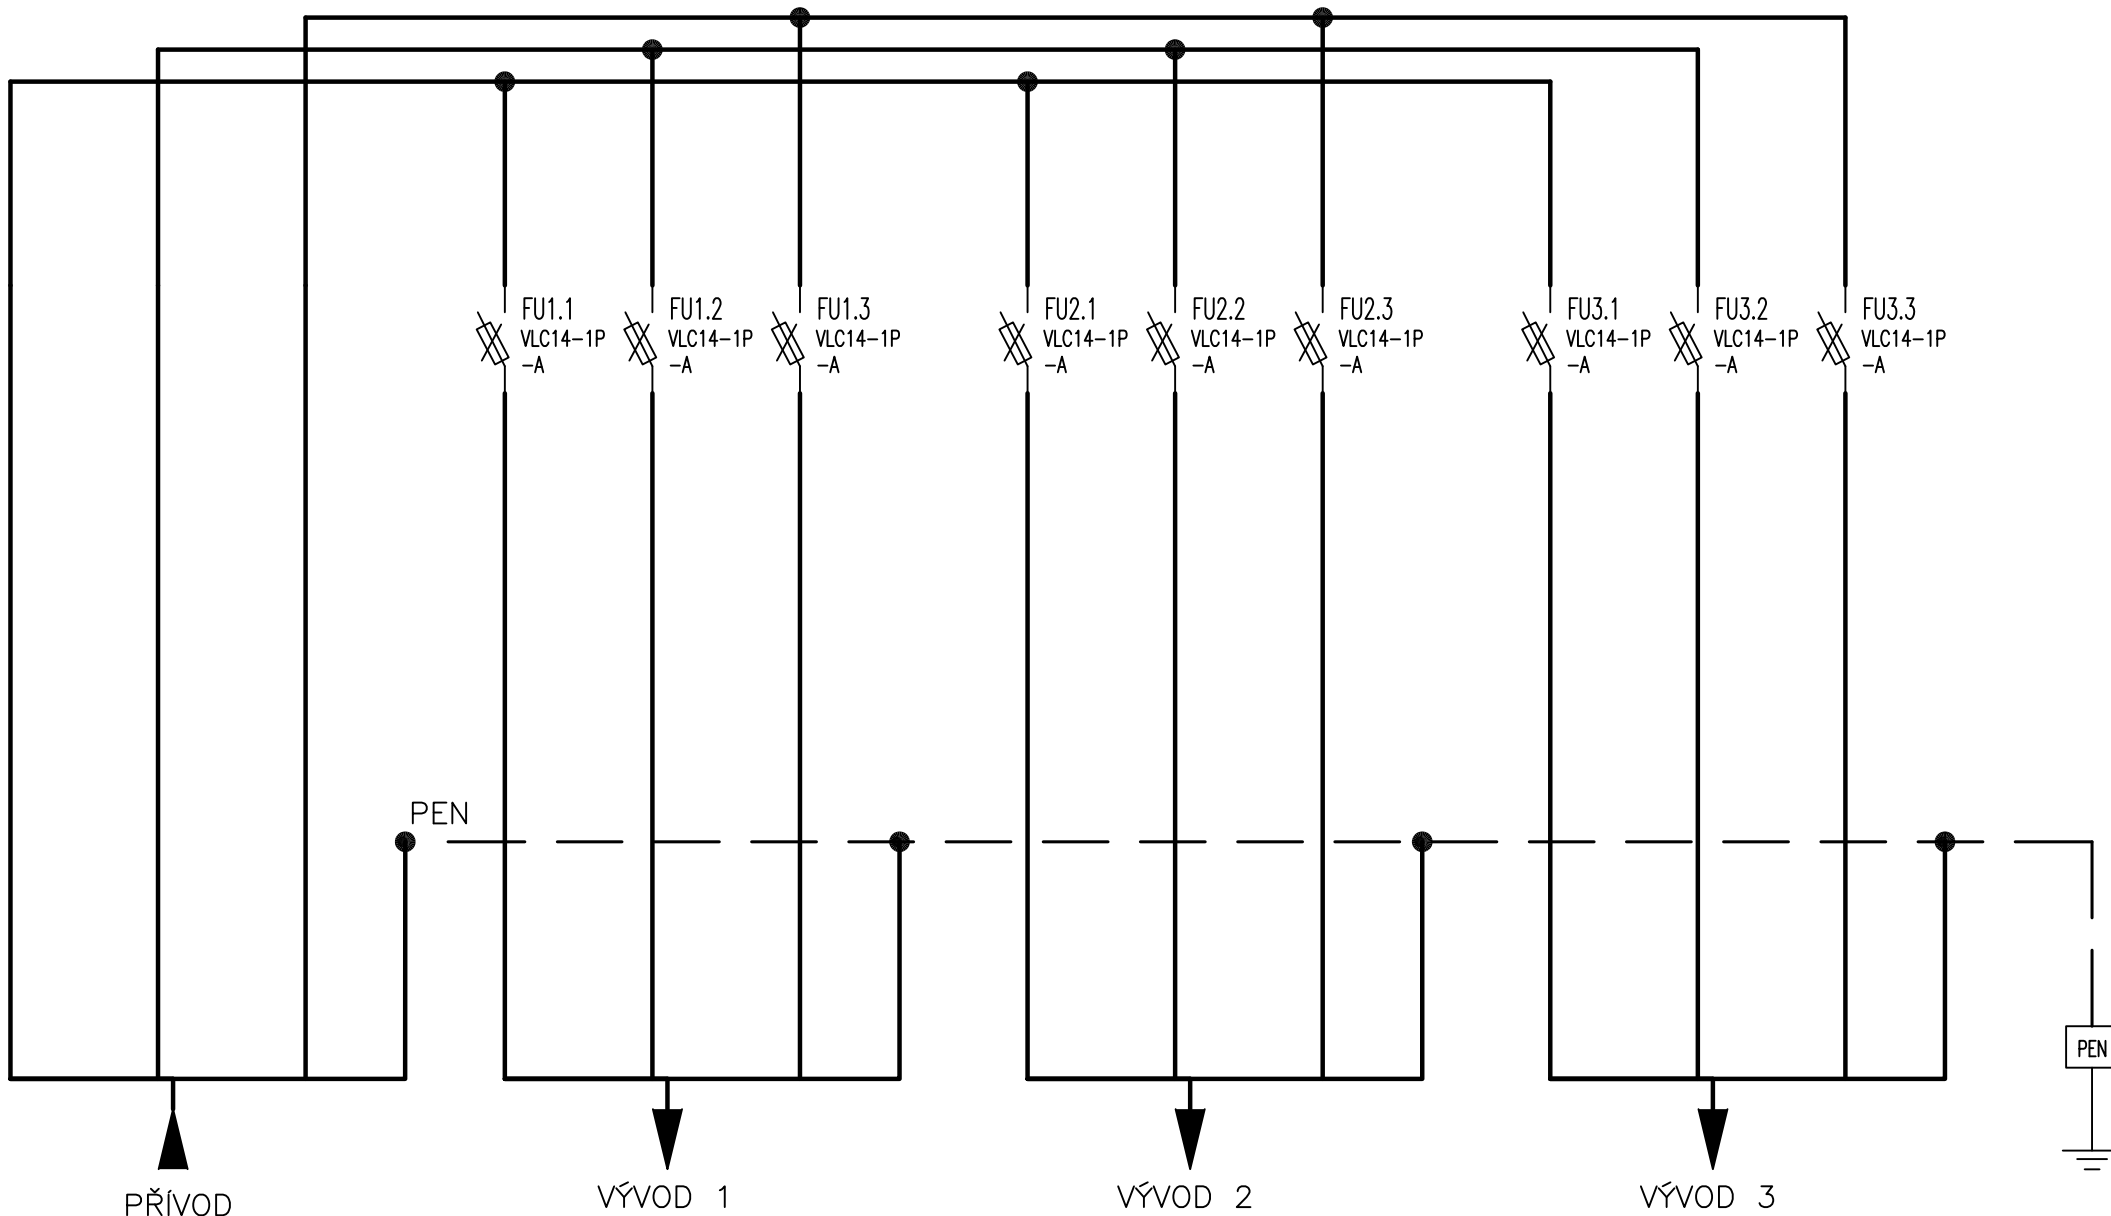 FU1.1
VLC14-1P
-A
FU1.2
VLC14-1P
-A
FU1.3
VLC14-1P
-A
FU2.1
VLC14-1P
-A
FU2.2
VLC14-1P
-A
FU2.3
VLC14-1P
-A
FU3.1
VLC14-1P
-A
FU3.2
VLC14-1P
-A
FU3.3
VLC14-1P
-A
PEN
PEN
PŘÍVOD
VÝVOD 1
VÝVOD 2
VÝVOD 3